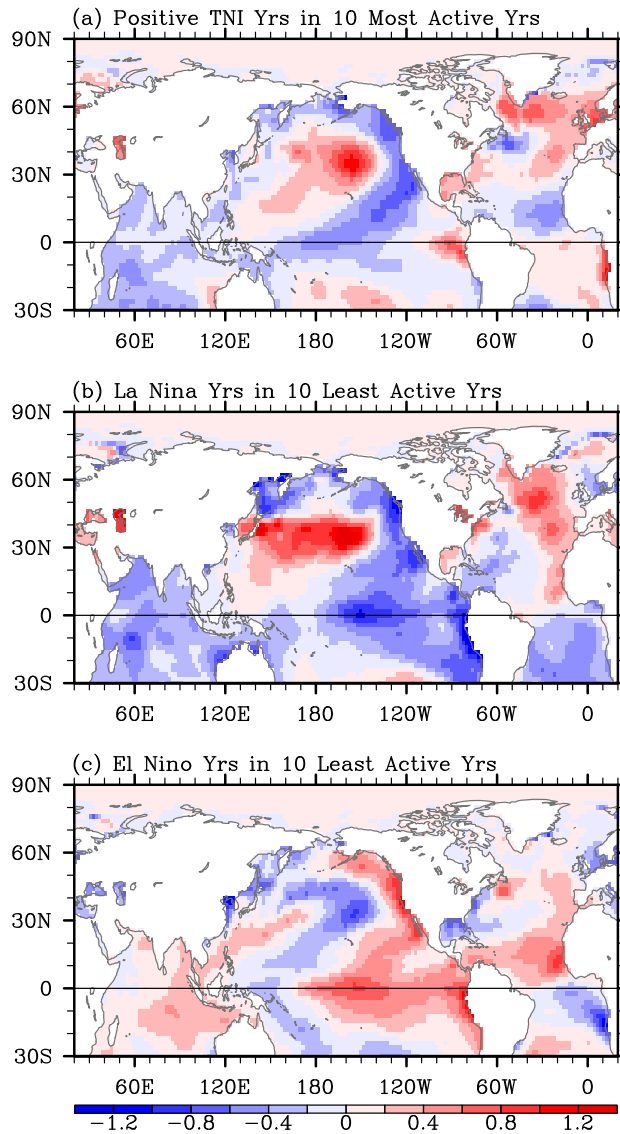 (a) Positive TNI Yrs in 10 Most Active Yrs
90N
60N
30N
0
30S
60E 120E 180 120W 60W 0
(b) La Nina Yrs in 10 Least Active Yrs
90N
60N
30N
0
30S
60E 120E 180 120W 60W 0
(c) El Nino Yrs in 10 Least Active Yrs
90N
60N
30N
0
30S
60E 120E 180 120W 60W 0
−1.2 −0.8 −0.4 0 0.4 0.8 1.2